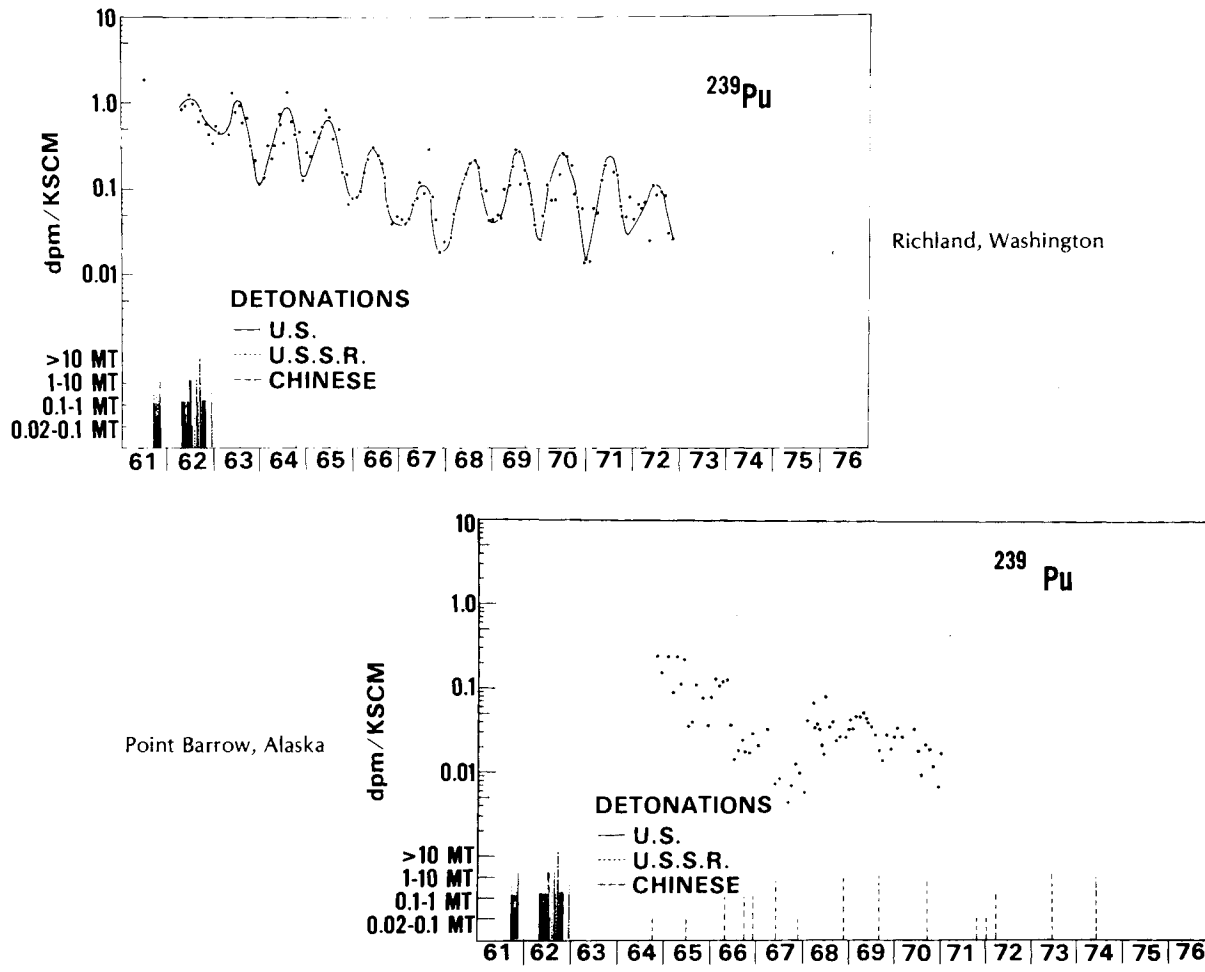 10
²³⁹Pu
1.0
dpm/KSCM
0.1
0.01
Richland, Washington
DETONATIONS
U.S.
U.S.S.R.
CHINESE
>10 MT
1-10 MT
0.1-1 MT
0.02-0.1 MT
61 62 63 64 65 66 67 68 69 70 71 72 73 74 75 76
10
²³⁹ Pu
1.0
dpm/KSCM
0.1
Point Barrow, Alaska
0.01
DETONATIONS
U.S.
U.S.S.R.
CHINESE
>10 MT
1-10 MT
0.1-1 MT
0.02-0.1 MT
61 62 63 64 65 66 67 68 69 70 71 72 73 74 75 76